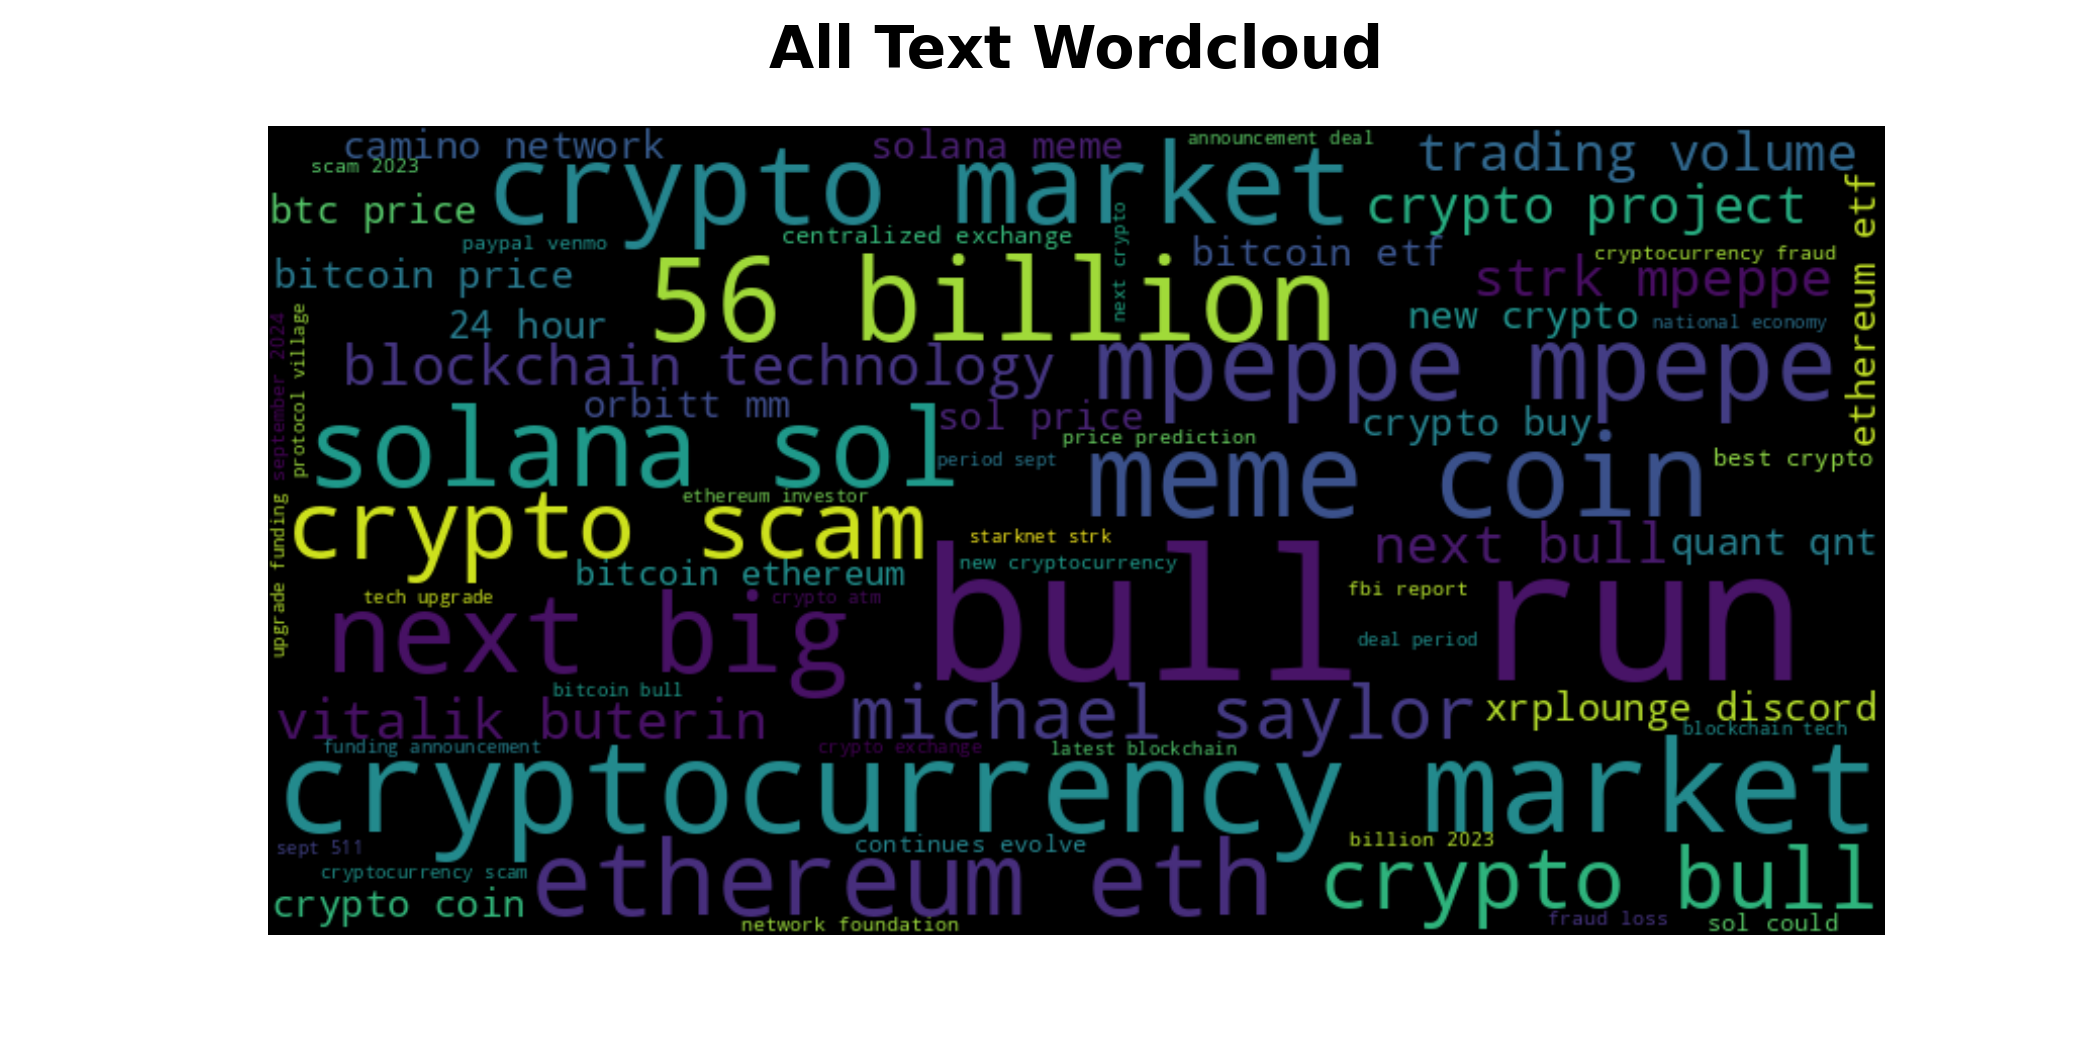 All Text Wordcloud
camino network
solana meme
announcement deal
trading volume
scam 2023
crypto market
btc price
crypto project
paypal venmo
centralized exchange
next crypto
bitcoin etf
cryptocurrency fraud
ethereum etf
bitcoin price
56 billion
strk mpeppe
24 hour
new crypto
national economy
september 2024
protocol village
blockchain technology
mpeppe mpepe
orbitt mm
sol price
crypto buy
solana sol
price prediction
period sept
meme coin
best crypto
ethereum investor
crypto scam
upgrade funding
starknet strk
next bull
quant qnt
bitcoin ethereum
new cryptocurrency
bull run
fbi report
tech upgrade
crypto atm
next big
deal period
bitcoin bull
vitalik buterin
michael saylor
xrplounge discord
blockchain tech
funding announcement
crypto exchange
latest blockchain
cryptocurrency market
sept 511
continues evolve
billion 2023
cryptocurrency scam
ethereum eth
crypto bull
crypto coin
network foundation
fraud loss
sol could